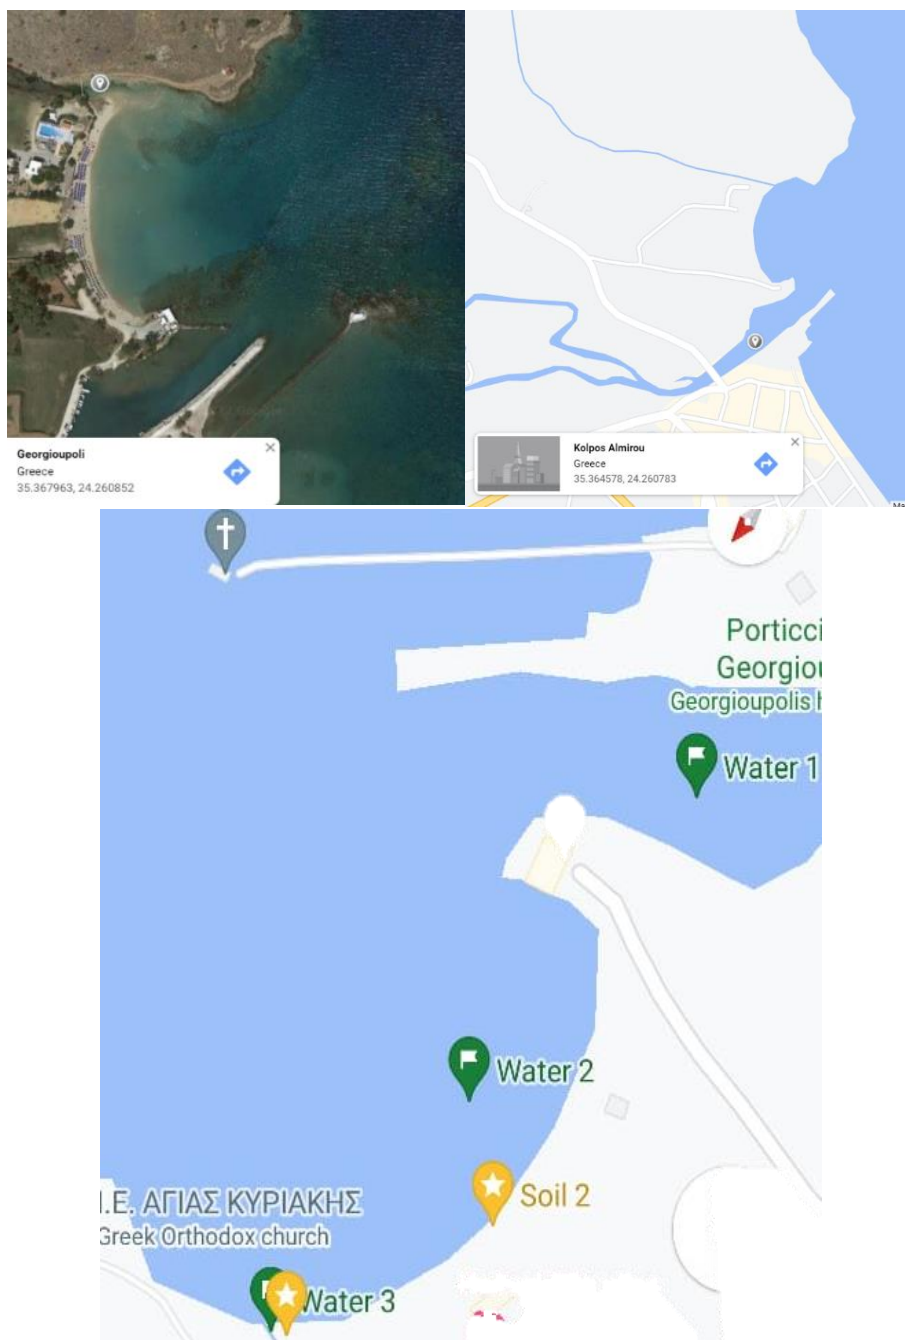 Georgioupoli
Greece
35.367963, 24.260852
Kolpos Almirou
Greece
35.364578, 24.260783
Ma
Porticci
Georgiou
Georgioupolis h
Water 1
Water 2
Soil 2
Ι.Ε. ΑΓΙΑΣ ΚΥΡΙΑΚΗΣ
Greek Orthodox church
Water 3